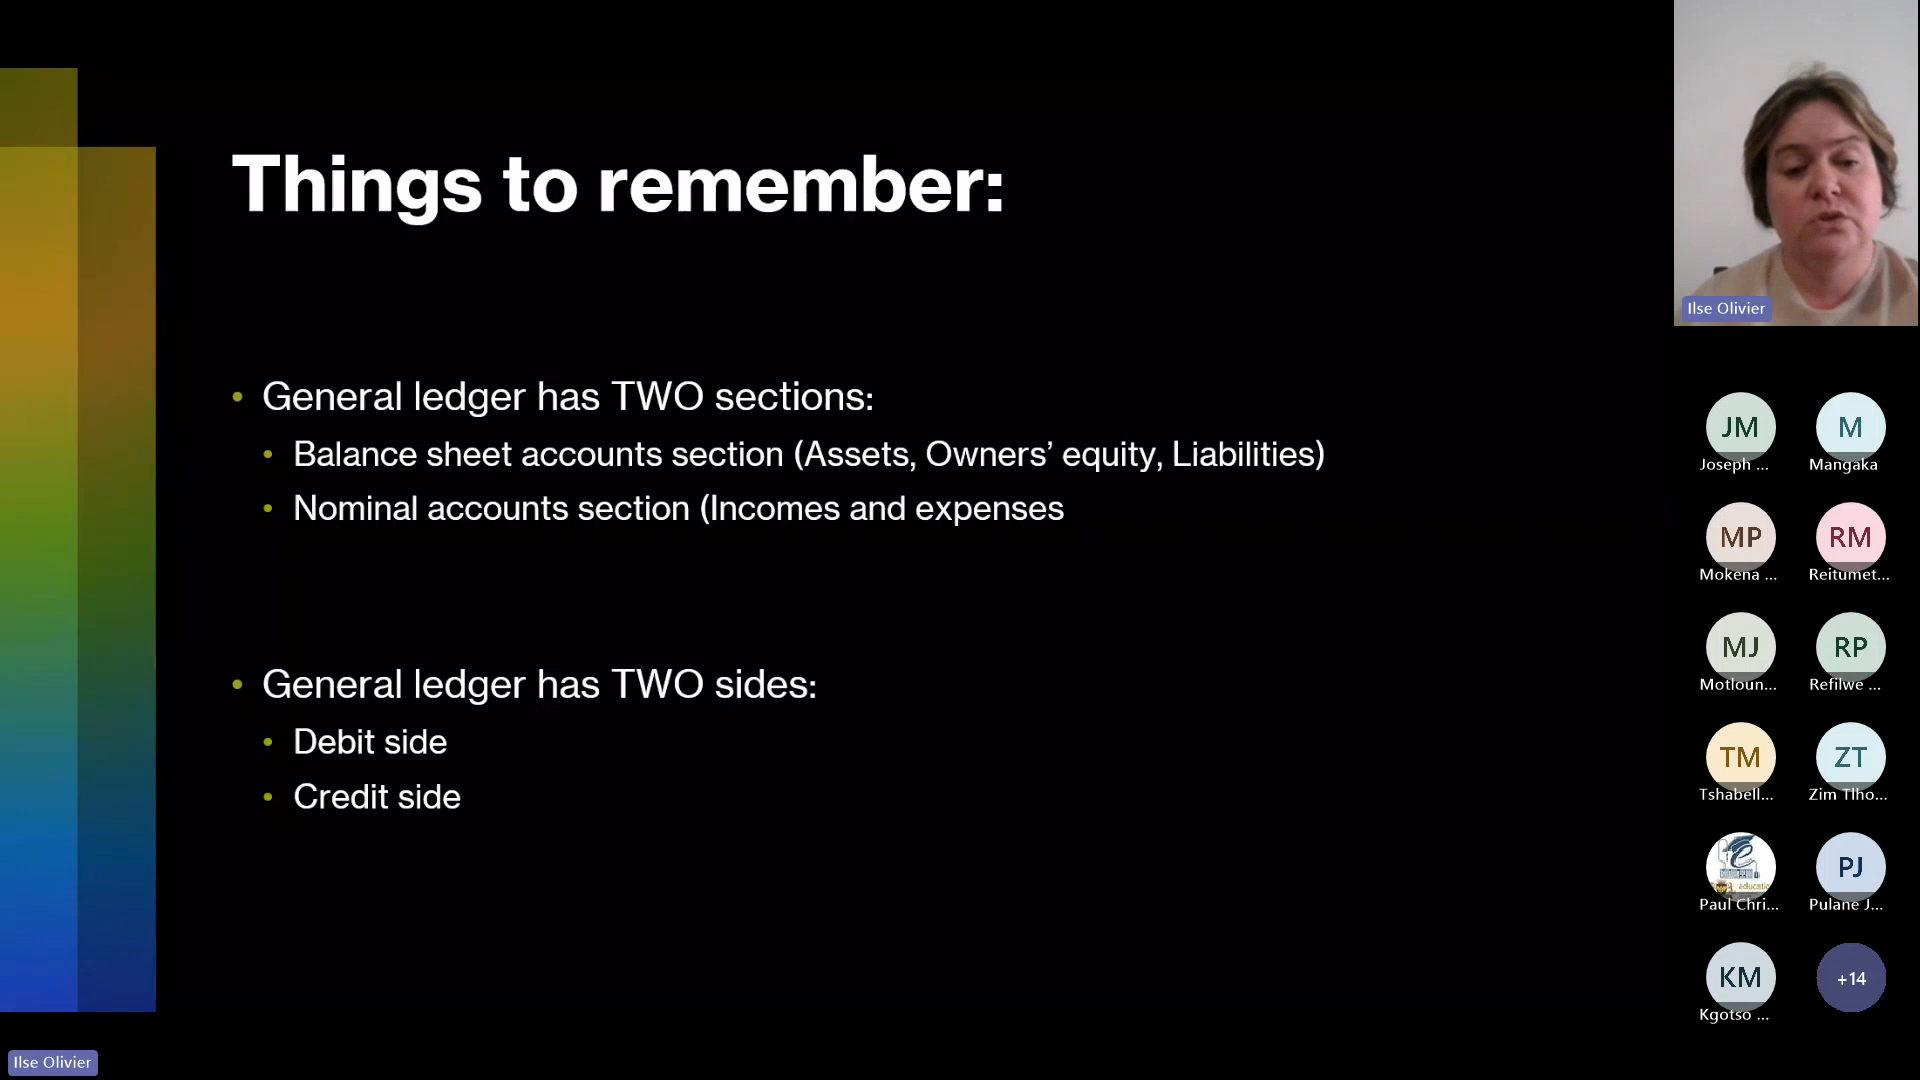 Things to remember:
• General ledger has TWO sections:
• Balance sheet accounts section (Assets, Owners’ equity, Liabilities)
• Nominal accounts section (Incomes and expenses
• General ledger has TWO sides:
• Debit side
• Credit side
Ilse Olivier
JM M
Joseph ... Mangaka
MP RM
Mokena ... Reitumet...
MJ RP
Motloun... Refilwe ...
TM ZT
Tshabell... Zim Tlho...
e PJ
educatio
Paul Chri... Pulane J...
KM +14
Kgotso ...
Ilse Olivier